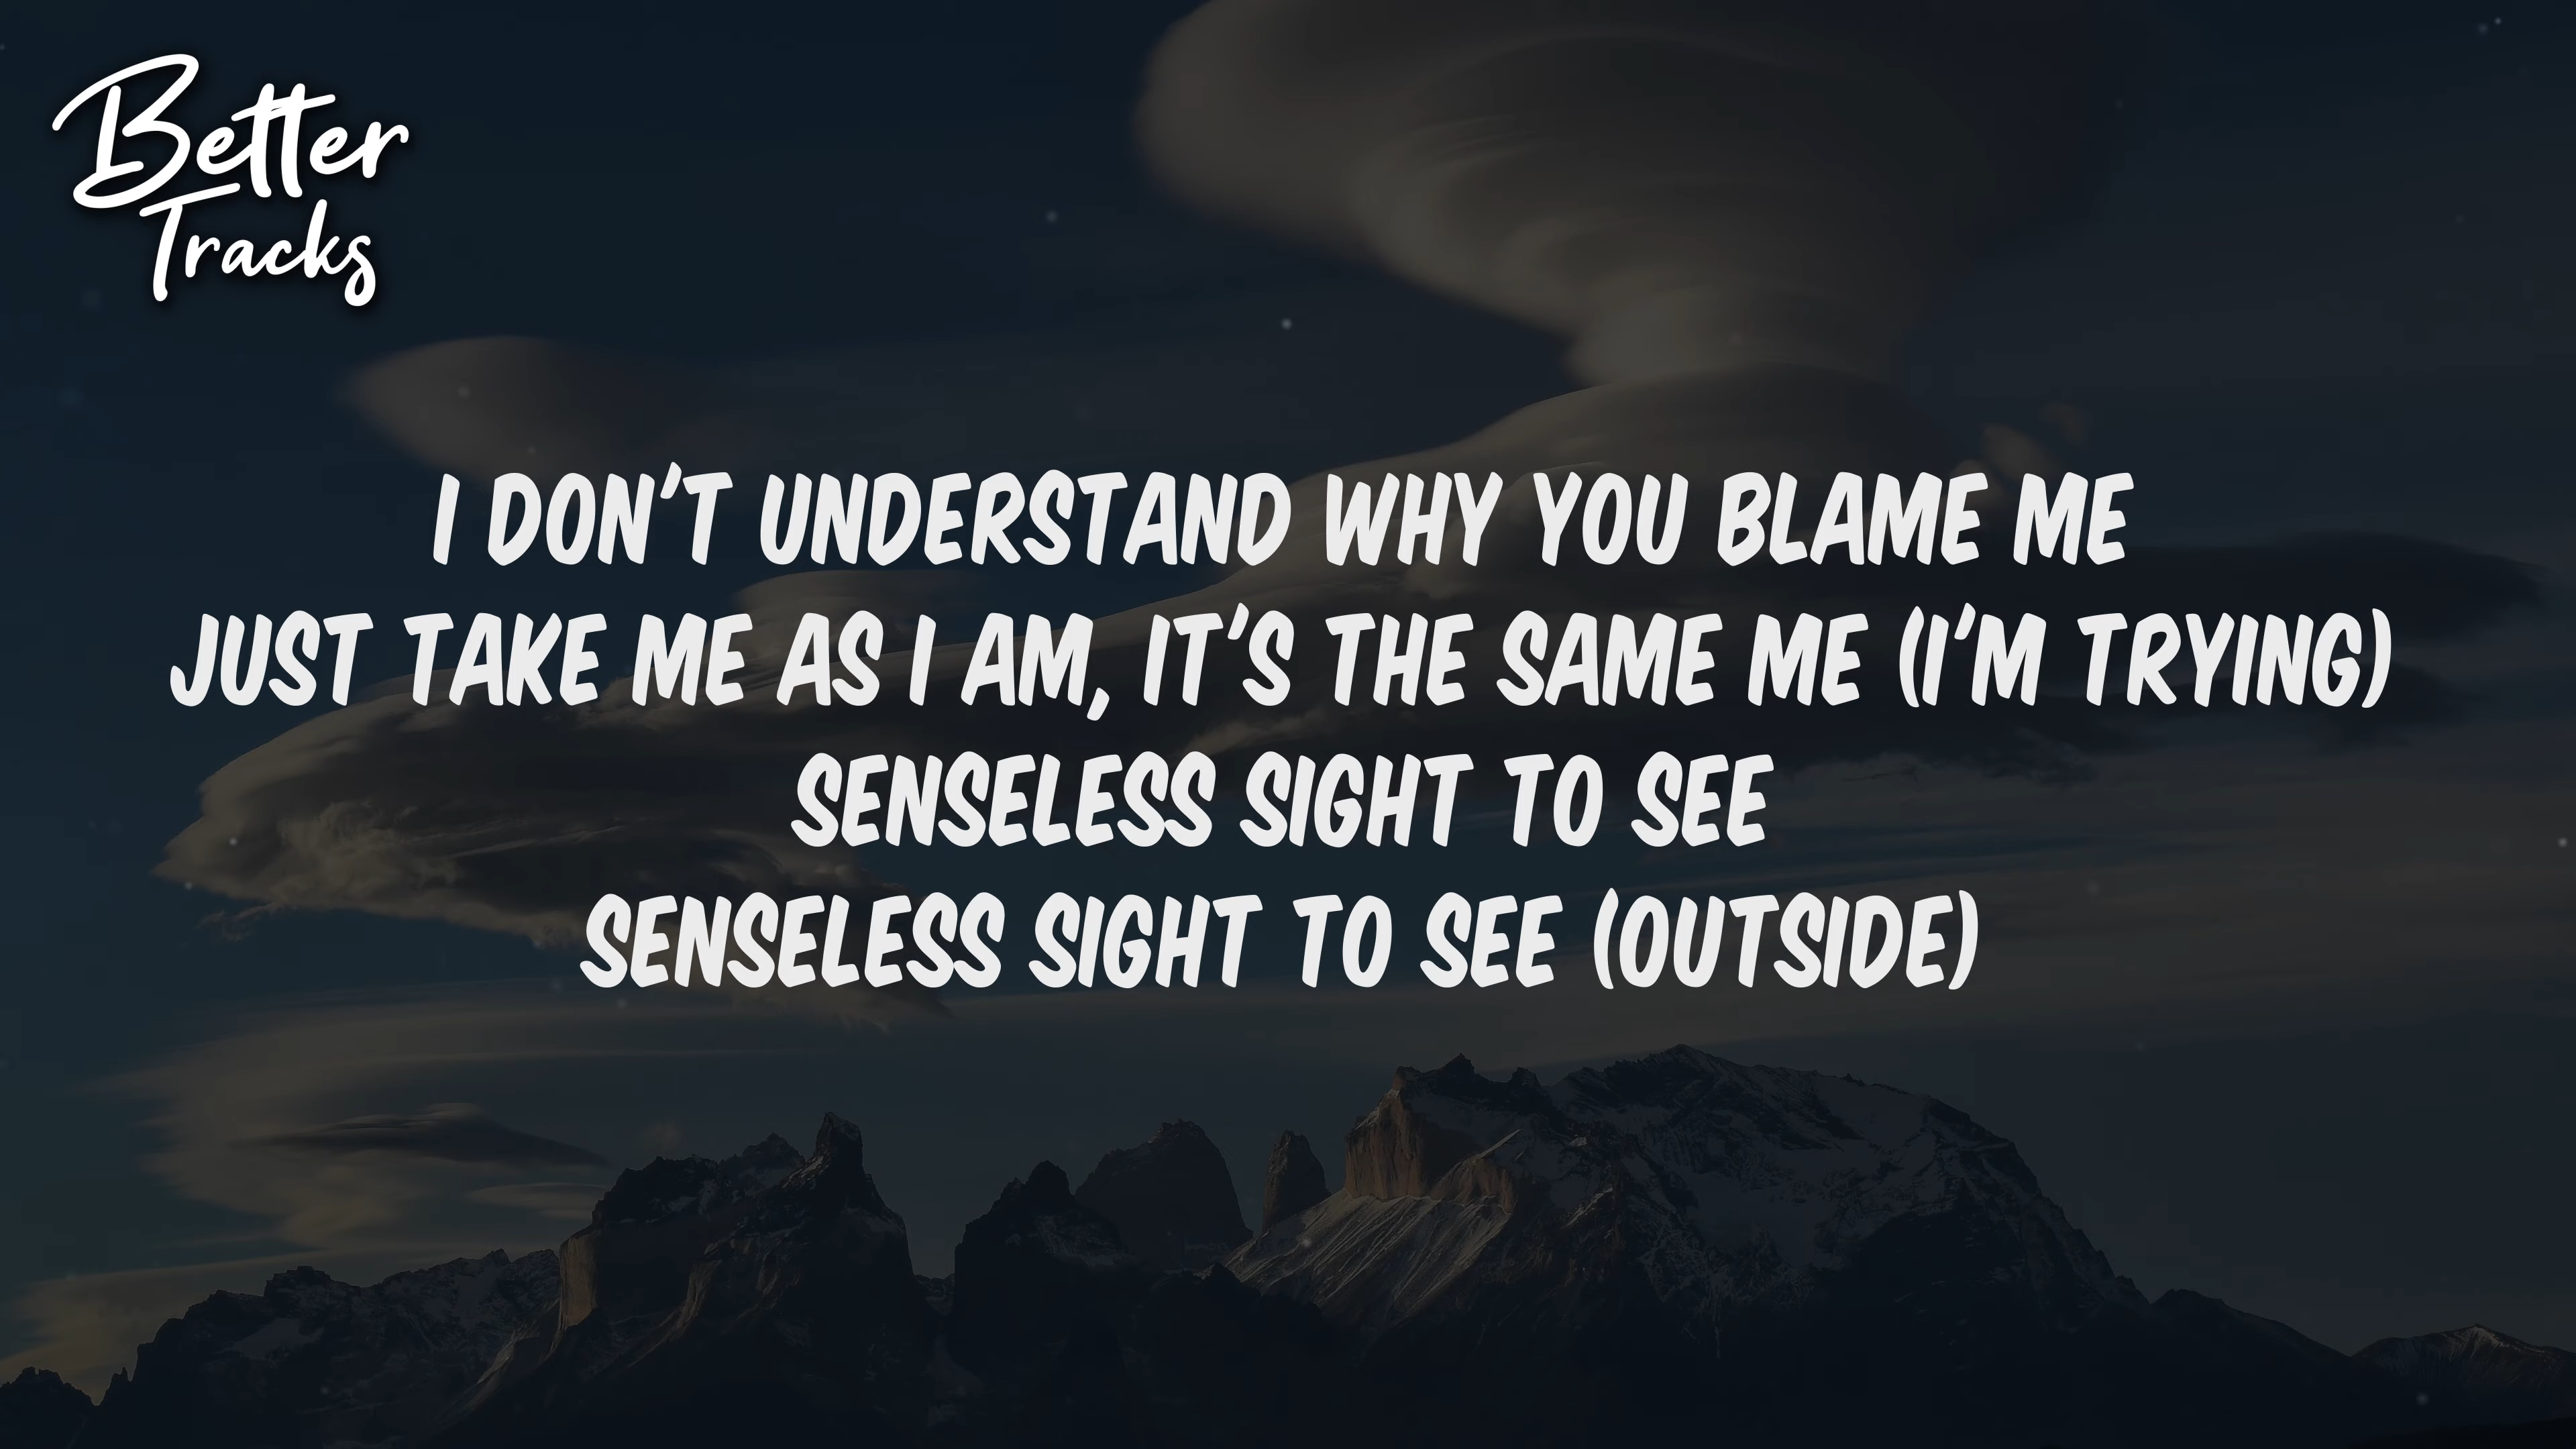 Better
Tracks
I DON'T UNDERSTAND WHY YOU BLAME ME
JUST TAKE ME AS I AM, IT'S THE SAME ME (I'M TRYING)
SENSELESS SIGHT TO SEE
SENSELESS SIGHT TO SEE (OUTSIDE)